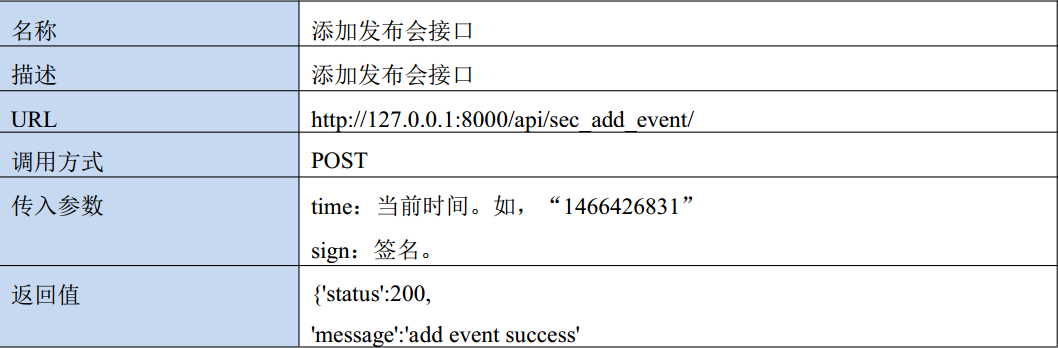 名称 添加发布会接口
描述 添加发布会接口
URL http://127.0.0.1:8000/api/sec_add_event/
调用方式 POST
传入参数 time：当前时间。如，“1466426831”
sign：签名。
返回值 {'status':200,
'message':'add event success'